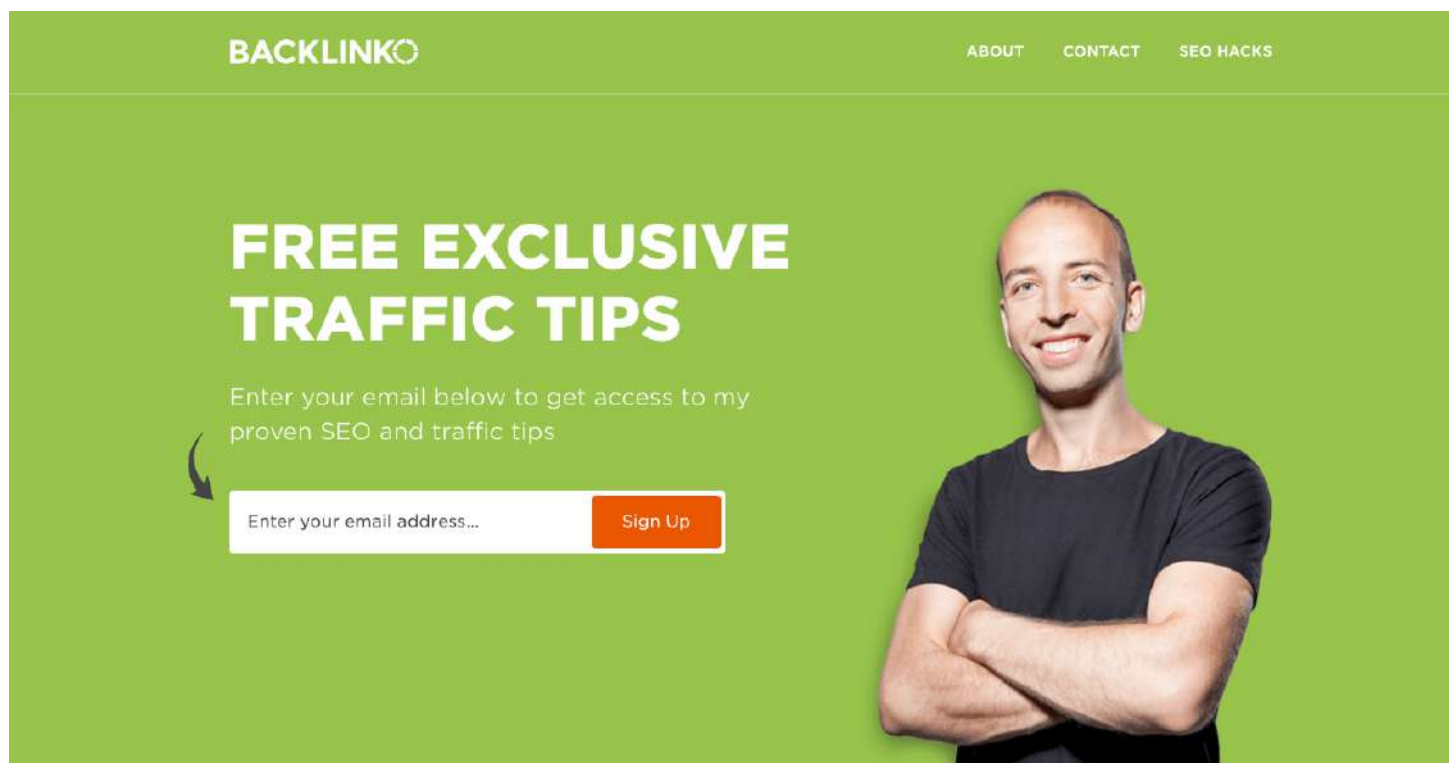 BACKLINKO
ABOUT CONTACT SEO HACKS
FREE EXCLUSIVE
TRAFFIC TIPS
Enter your email below to get access to my
proven SEO and traffic tips
Enter your email address...
Sign Up